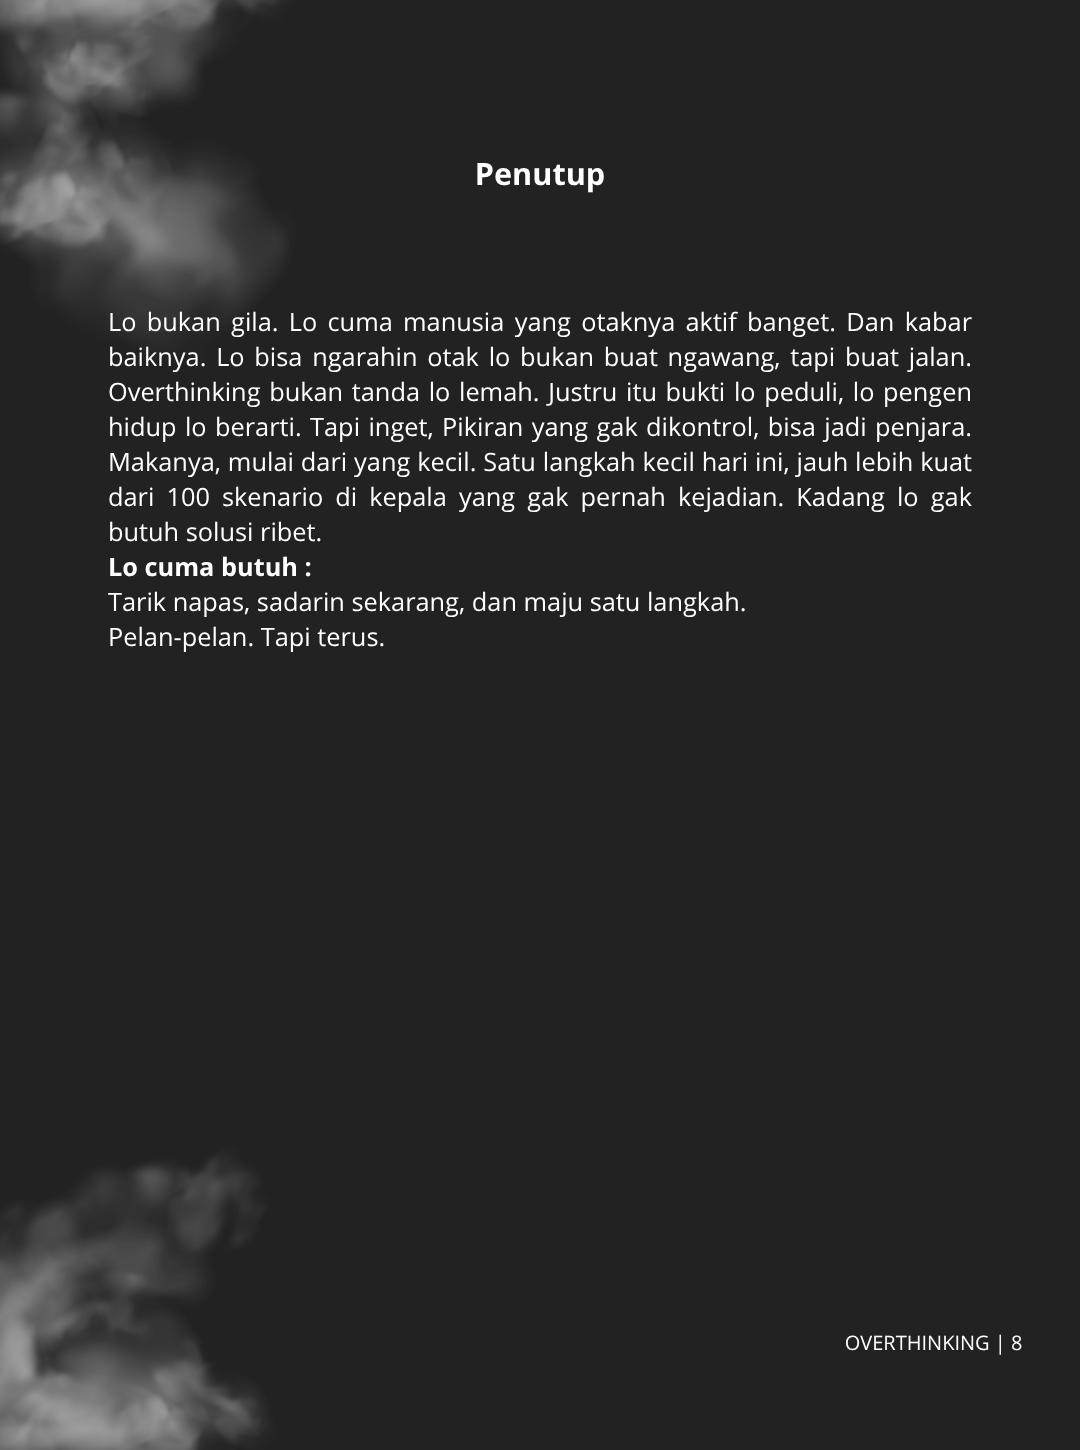 Penutup
Lo bukan gila. Lo cuma manusia yang otaknya aktif banget. Dan kabar
baiknya. Lo bisa ngarahin otak lo bukan buat ngawang, tapi buat jalan.
Overthinking bukan tanda lo lemah. Justru itu bukti lo peduli, lo pengen
hidup lo berarti. Tapi inget, Pikiran yang gak dikontrol, bisa jadi penjara.
Makanya, mulai dari yang kecil. Satu langkah kecil hari ini, jauh lebih kuat
dari 100 skenario di kepala yang gak pernah kejadian. Kadang lo gak
butuh solusi ribet.
Lo cuma butuh :
Tarik napas, sadarin sekarang, dan maju satu langkah.
Pelan-pelan. Tapi terus.
OVERTHINKING | 8